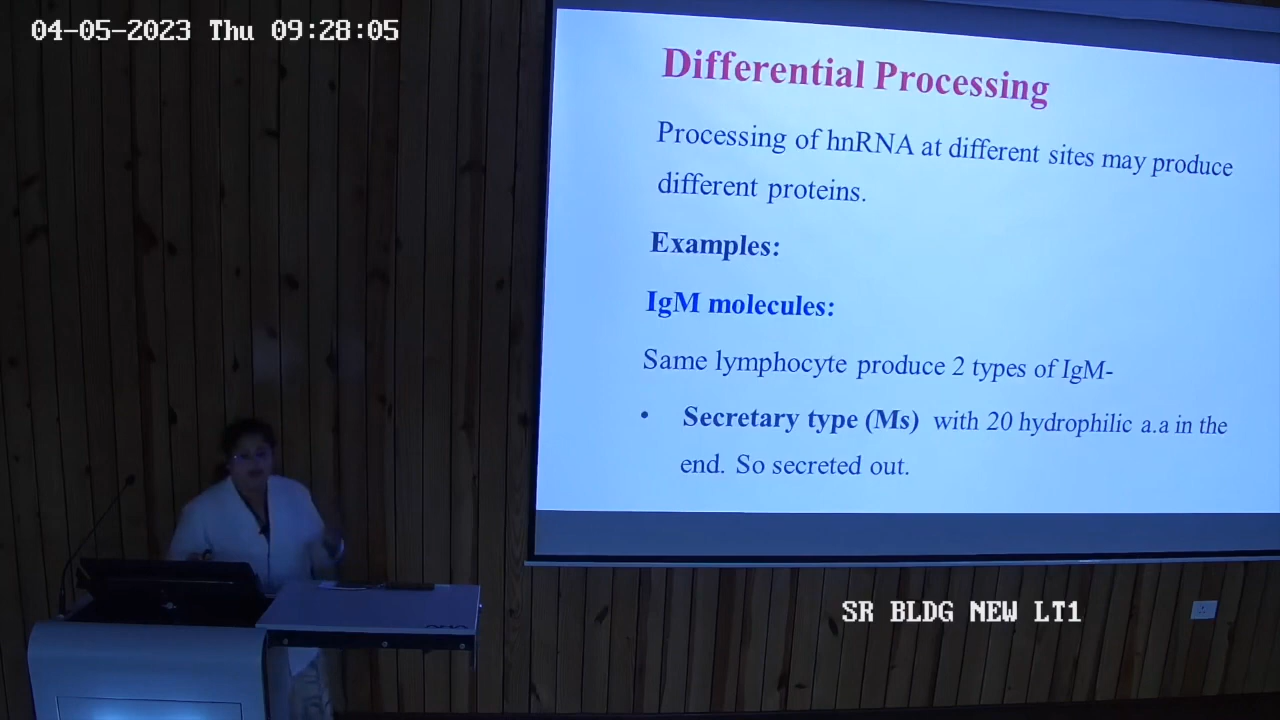 04-05-2023 Thu 09:28:05
Differential Processing
Processing of hnRNA at different sites may produce
different proteins.
Examples:
IgM molecules:
Same lymphocyte produce 2 types of IgM-
• Secretary type (Ms) with 20 hydrophilic a.a in the
end. So secreted out.
SR BLDG NEW LT1